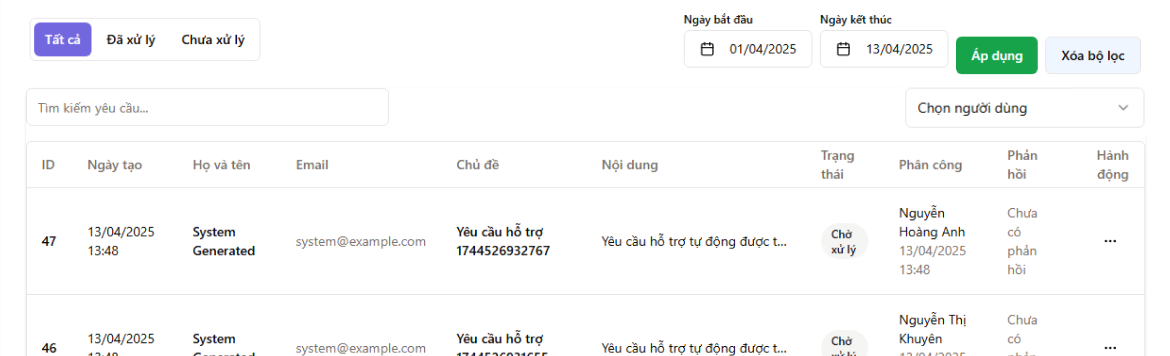 Ngày bắt đầu Ngày kết thúc
Tất cả Đã xử lý Chưa xử lý
01/04/2025 13/04/2025 Áp dụng Xóa bộ lọc
Tìm kiếm yêu cầu... Chọn người dùng
ID Ngày tạo Họ và tên Email Chủ đề Nội dung Trạng thái Phân công Phản hồi Hành động
47
13/04/2025
13:48
System
Generated
system@example.com
Yêu cầu hỗ trợ
1744526932767
Yêu cầu hỗ trợ tự động được t...
Chờ
xử lý
Nguyễn
Hoàng Anh
13/04/2025
13:48
Chưa
có
phản
hồi
...
46
13/04/2025
System
system@example.com
Yêu cầu hỗ trợ
Yêu cầu hỗ trợ tự động được t...
Chờ
Nguyễn Thị
Khuyên
Chưa
có
...